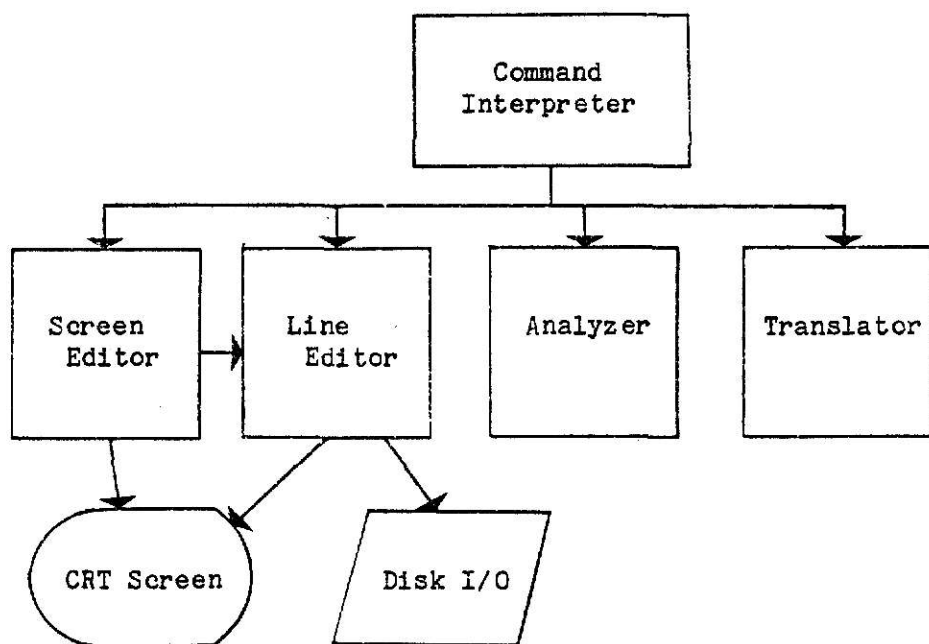 Command
Interpreter
Screen
Editor
Line
Editor
Analyzer
Translator
CRT Screen
Disk I/O